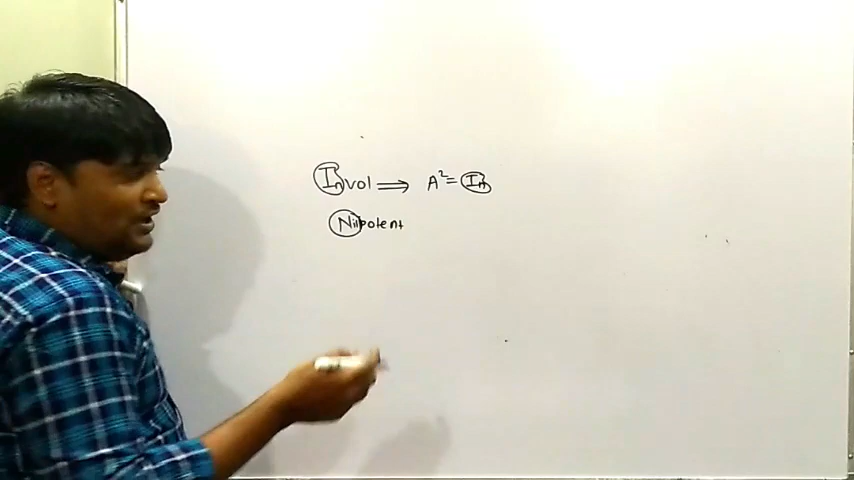 Invol ⟹ A² = In
Nilpotent